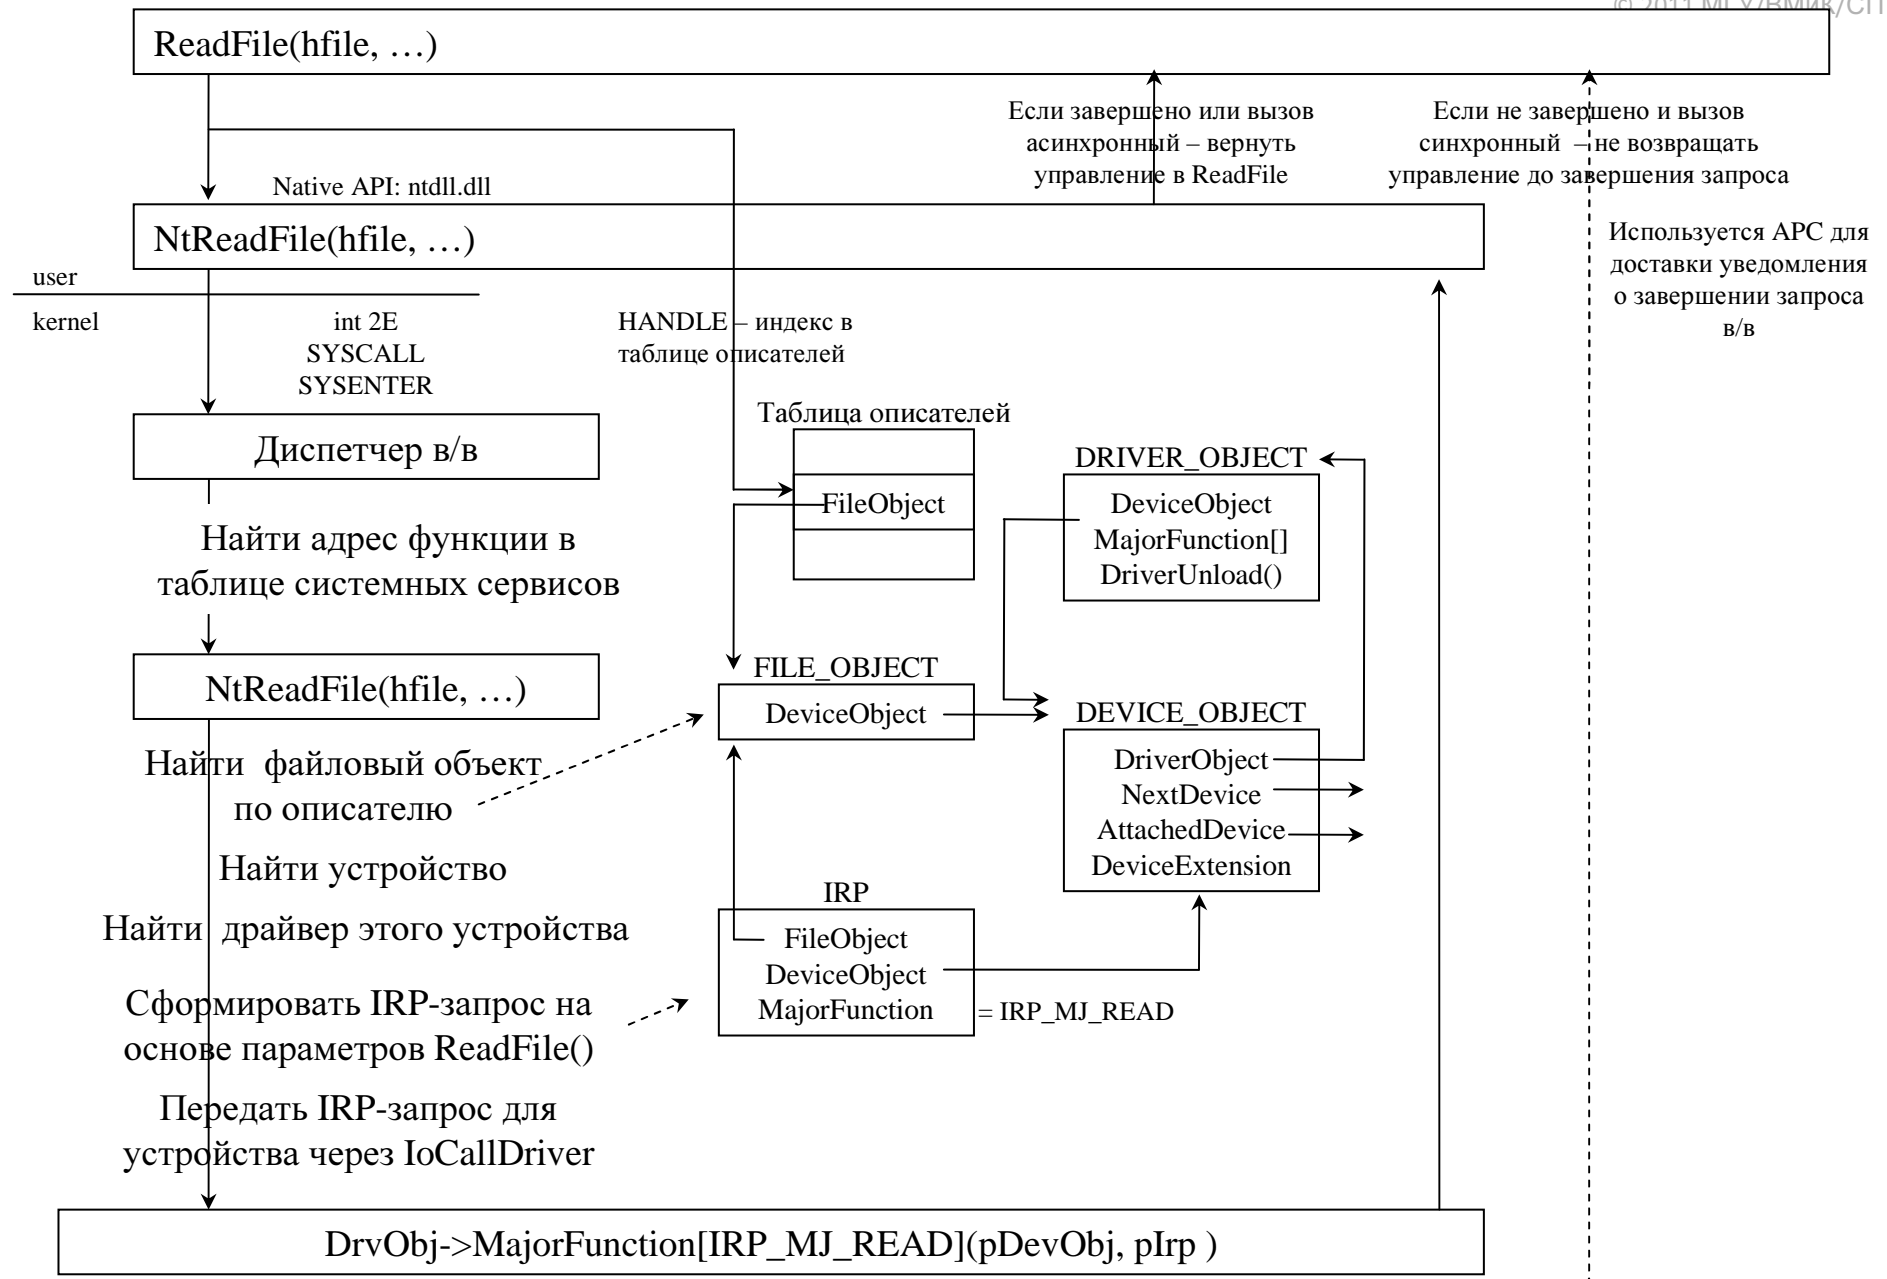 © 2011 МГУ/ВМиК/СП
ReadFile(hfile, …)
Если завершено или вызов
асинхронный – вернуть
управление в ReadFile
Если не завершено и вызов
синхронный – не возвращать
управление до завершения запроса
Native API: ntdll.dll
NtReadFile(hfile, …)
Используется APC для
доставки уведомления
о завершении запроса
в/в
user
kernel
int 2E
SYSCALL
SYSENTER
HANDLE – индекс в
таблице описателей
Диспетчер в/в
Таблица описателей
FileObject
DRIVER_OBJECT
DeviceObject
MajorFunction[]
DriverUnload()
Найти адрес функции в
таблице системных сервисов
NtReadFile(hfile, …)
FILE_OBJECT
DeviceObject
DEVICE_OBJECT
DriverObject
NextDevice
AttachedDevice
DeviceExtension
Найти файловый объект
по описателю
Найти устройство
Найти драйвер этого устройства
IRP
FileObject
DeviceObject
MajorFunction
= IRP_MJ_READ
Сформировать IRP-запрос на
основе параметров ReadFile()
Передать IRP-запрос для
устройства через IoCallDriver
DrvObj->MajorFunction[IRP_MJ_READ](pDevObj, pIrp )